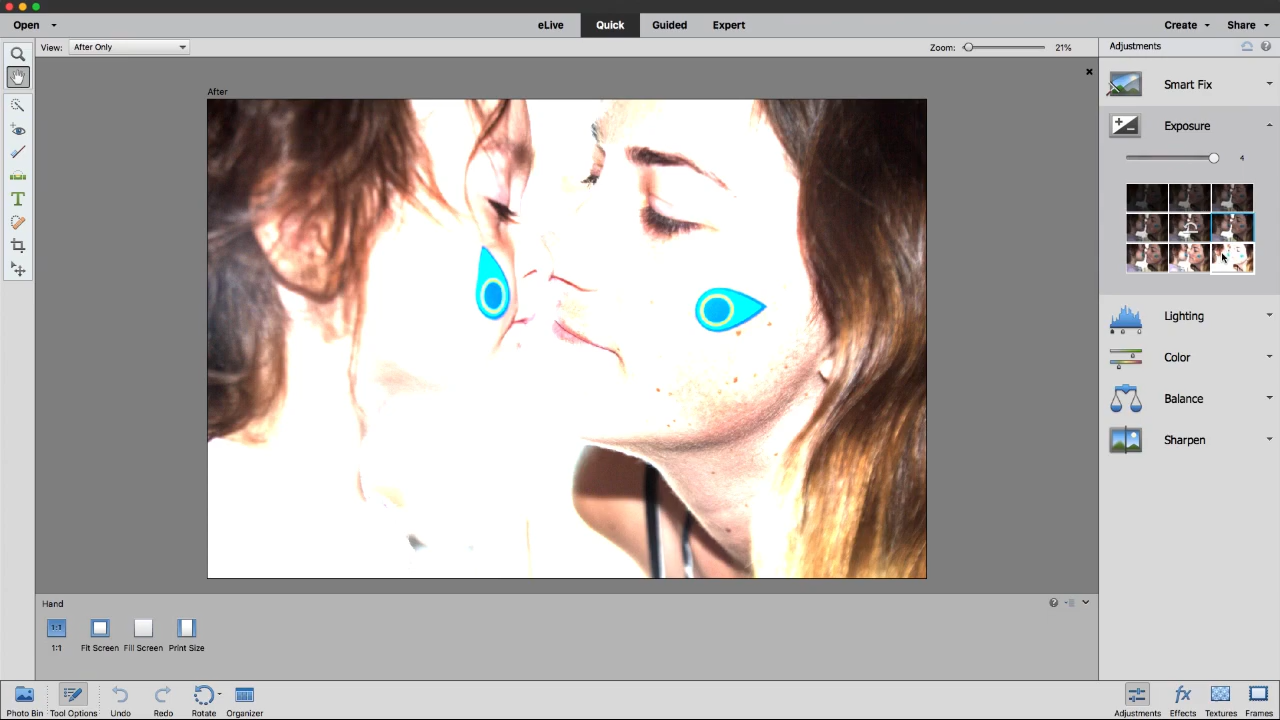 Open
eLive
Quick
Guided
Expert
Create
Share
View:
After Only
Zoom:
21%
Adjustments
After
Smart Fix
Exposure
4
Lighting
Color
Balance
Sharpen
Hand
1:1
1:1
Fit Screen
Fill Screen
Print Size
Photo Bin
Tool Options
Undo
Redo
Rotate
Organizer
fx
Adjustments
Effects
Textures
Frames